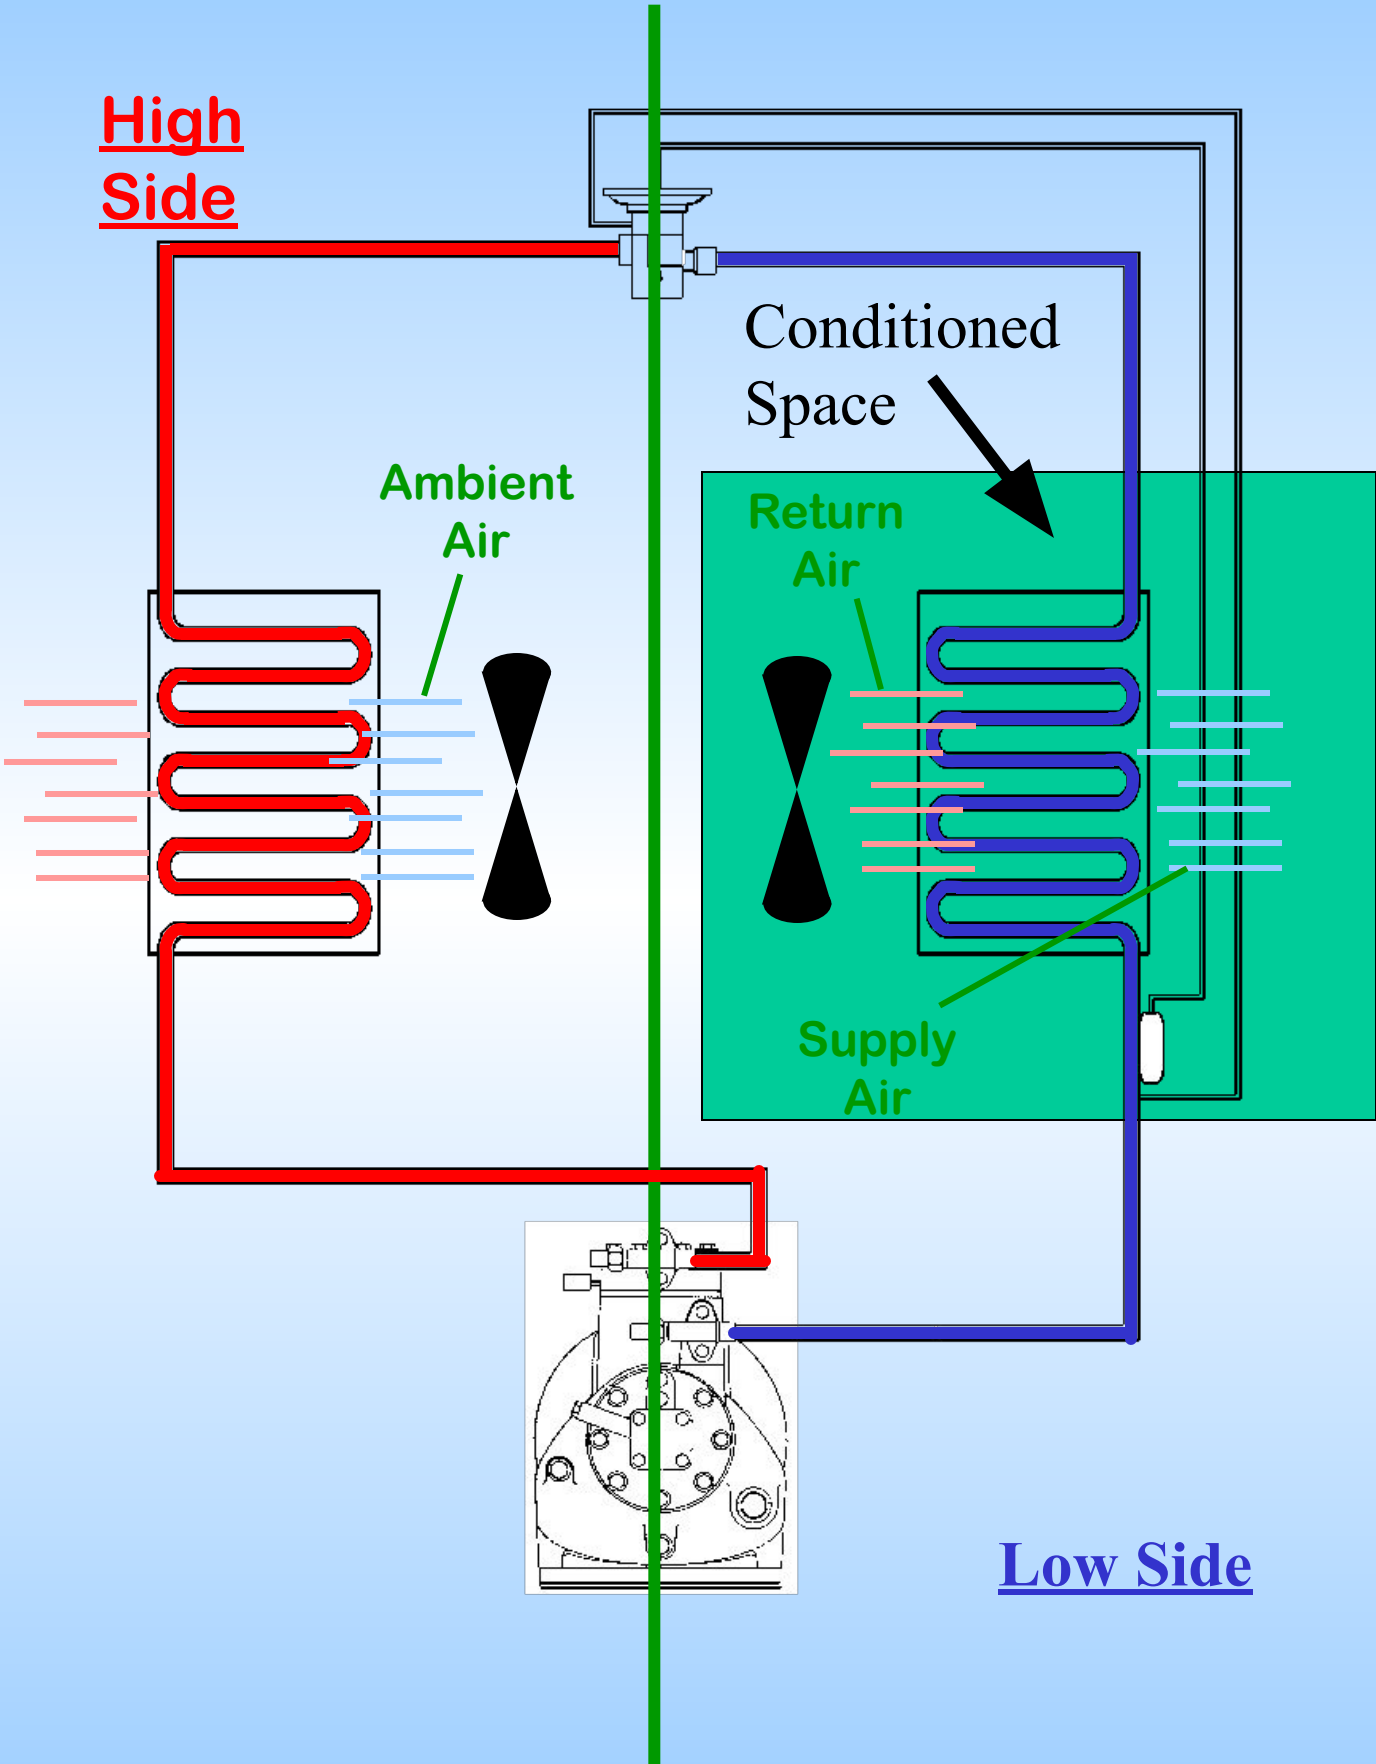 High
Side
Conditioned
Space
Ambient
Air
Return
Air
Supply
Air
Low Side